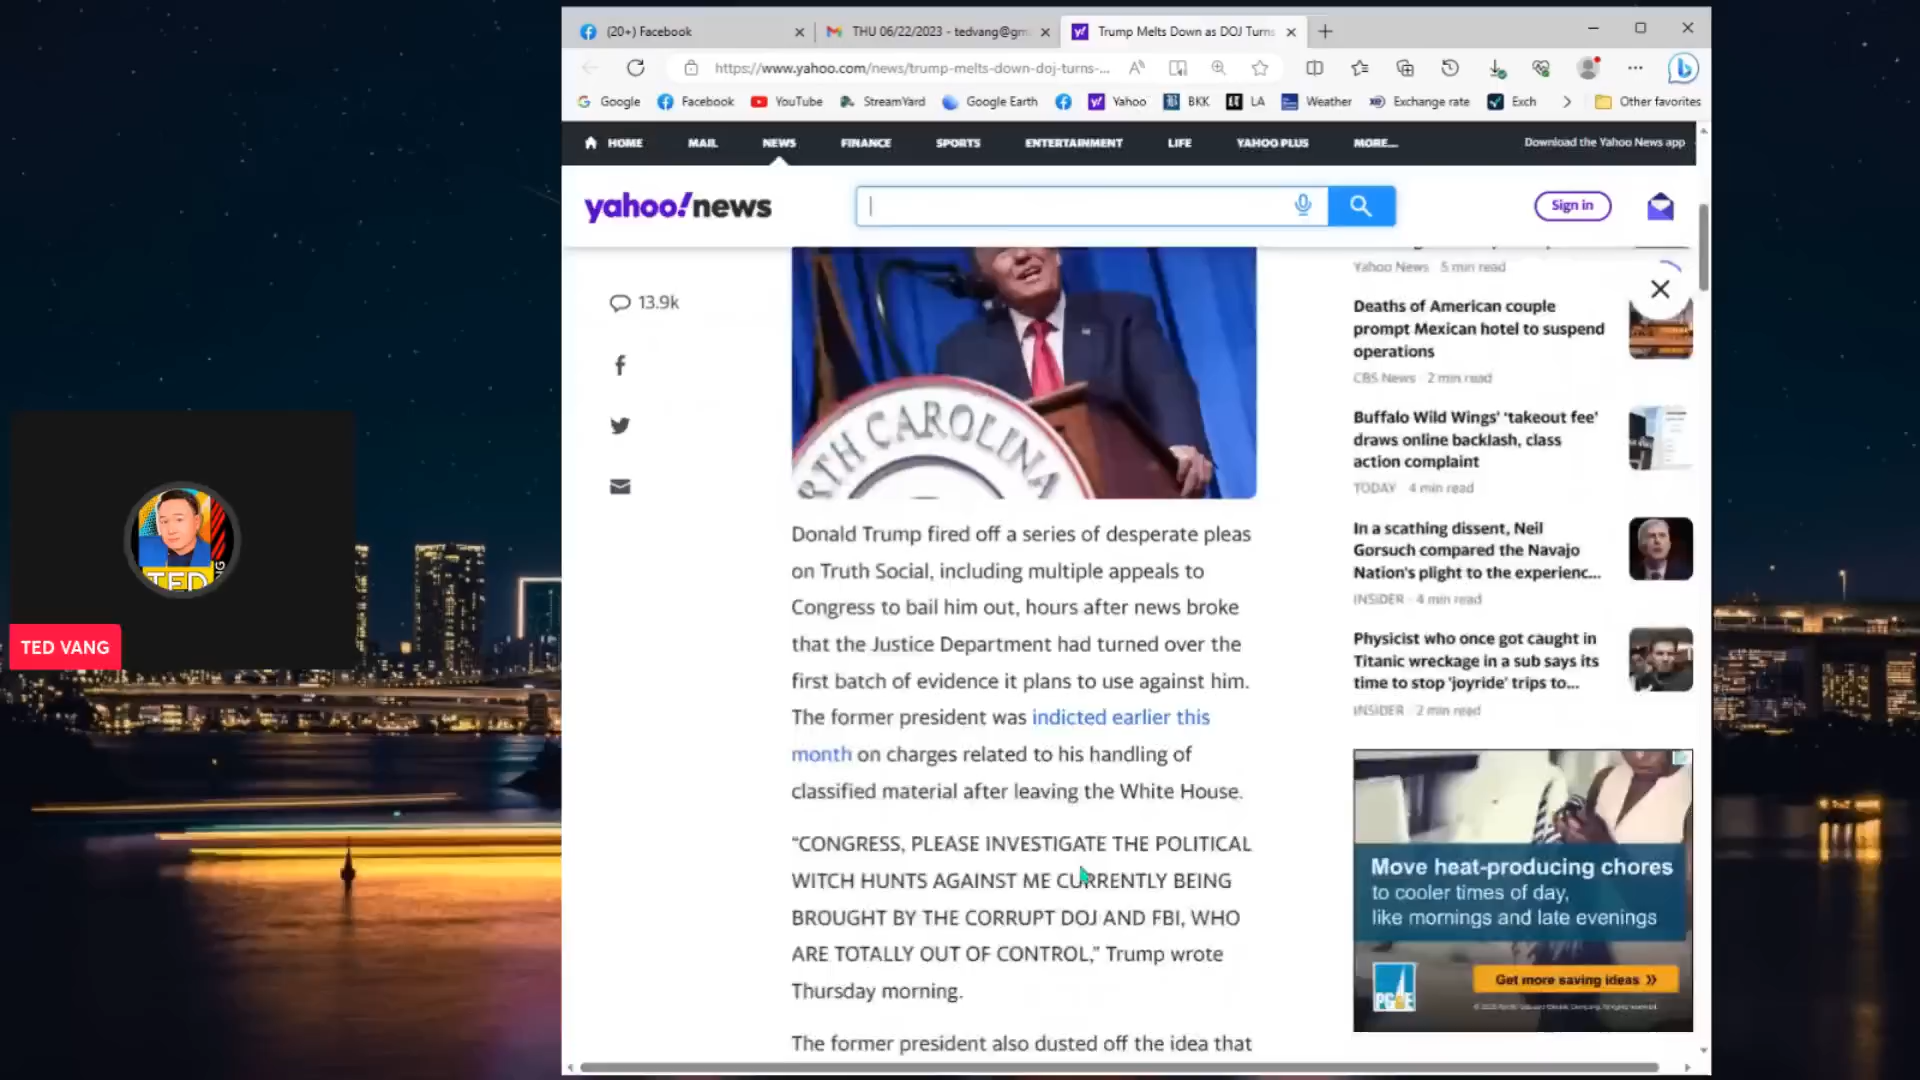 (20+) Facebook
THU 06/22/2023 - tedvang@gm
Trump Melts Down as DOJ Turns
https://www.yahoo.com/news/trump-melts-down-doj-turns-...
Google
Facebook
YouTube
StreamYard
Google Earth
Yahoo
BKK
LA
Weather
Exchange rate
Exch
Other favorites
HOME
MAIL
NEWS
FINANCE
SPORTS
ENTERTAINMENT
LIFE
YAHOO PLUS
MORE...
Download the Yahoo News app
yahoo!news
Sign in
13.9k
RTH CAROLINA
Donald Trump fired off a series of desperate pleas
on Truth Social, including multiple appeals to
Congress to bail him out, hours after news broke
that the Justice Department had turned over the
first batch of evidence it plans to use against him.
The former president was indicted earlier this
month on charges related to his handling of
classified material after leaving the White House.
“CONGRESS, PLEASE INVESTIGATE THE POLITICAL
WITCH HUNTS AGAINST ME CURRENTLY BEING
BROUGHT BY THE CORRUPT DOJ AND FBI, WHO
ARE TOTALLY OUT OF CONTROL,” Trump wrote
Thursday morning.
The former president also dusted off the idea that
Yahoo News 5 min read
Deaths of American couple
prompt Mexican hotel to suspend
operations
CBS News · 2 min read
Buffalo Wild Wings’ ‘takeout fee’
draws online backlash, class
action complaint
TODAY · 4 min read
In a scathing dissent, Neil
Gorsuch compared the Navajo
Nation's plight to the experienc...
INSIDER · 4 min read
Physicist who once got caught in
Titanic wreckage in a sub says its
time to stop 'joyride' trips to...
INSIDER · 2 min read
Move heat-producing chores
to cooler times of day,
like mornings and late evenings
PG&E
Get more saving ideas »
TED
TED VANG